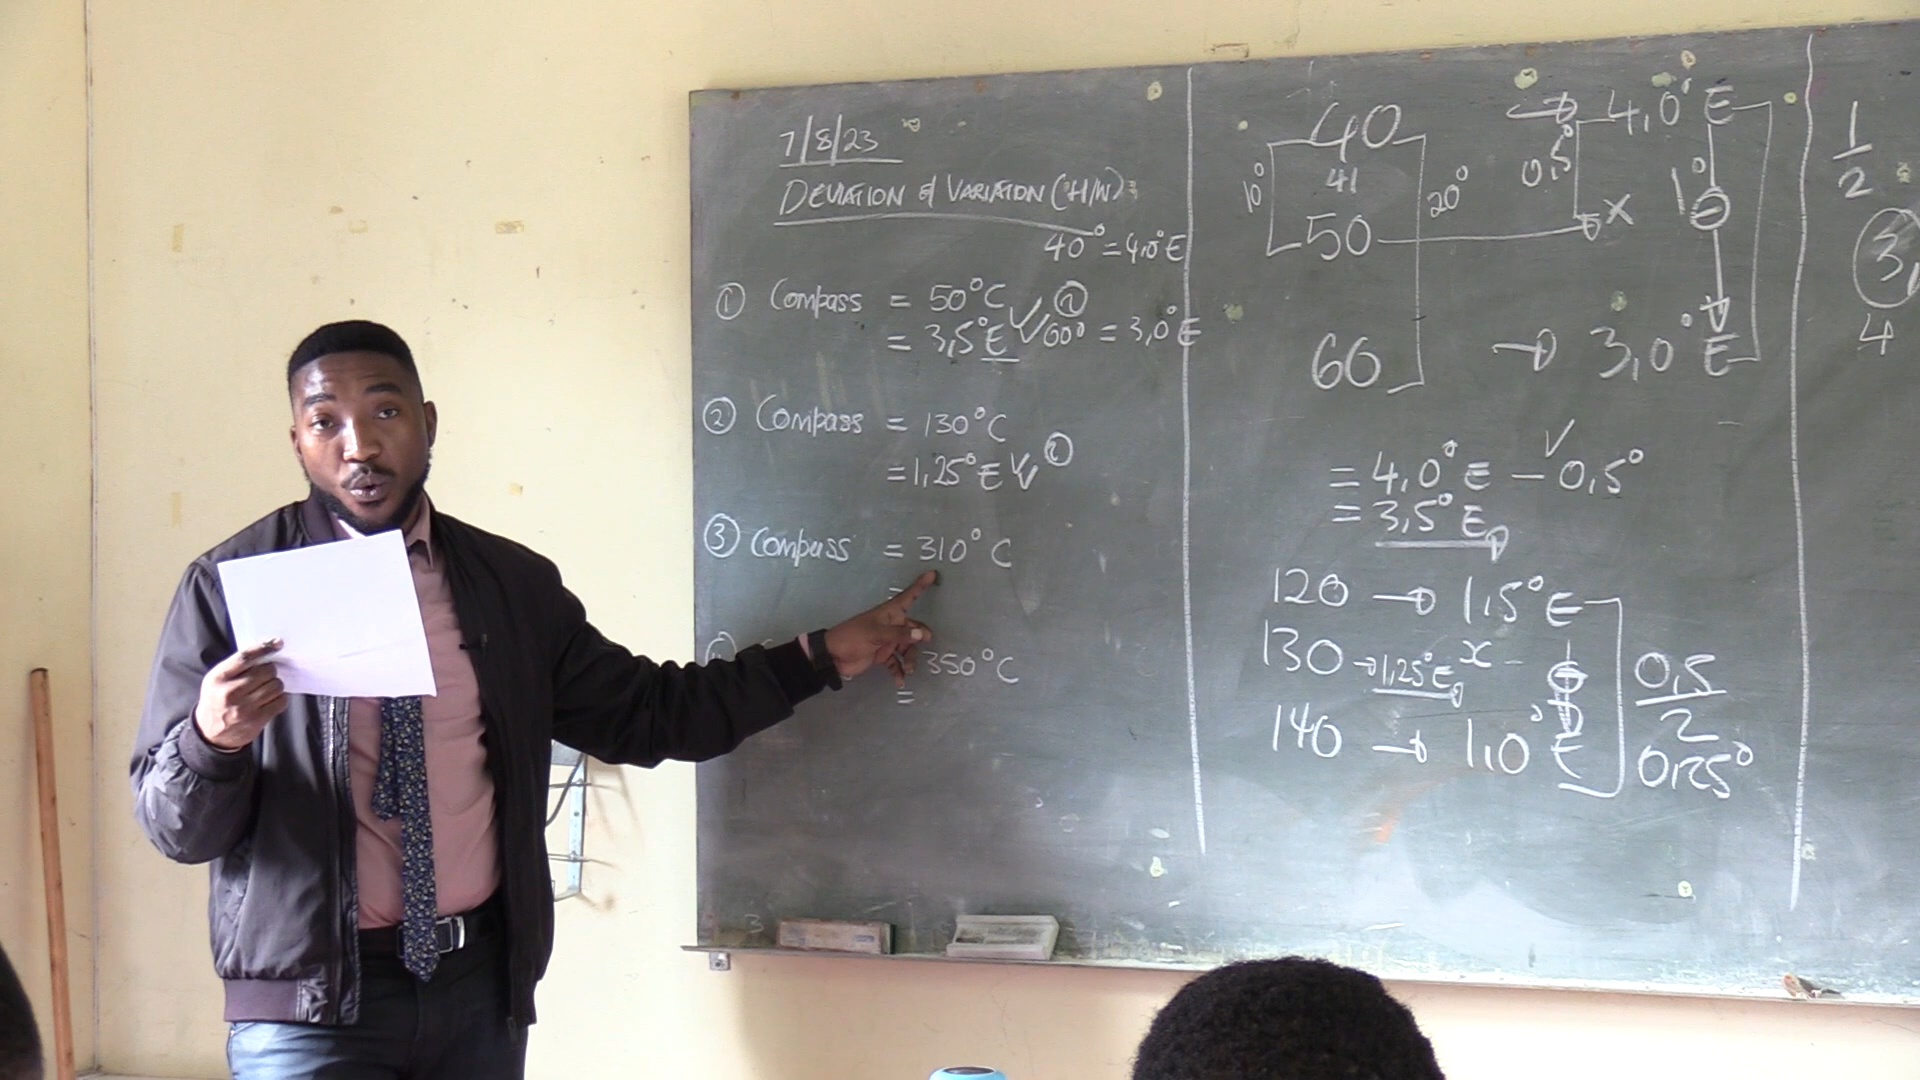 7/8/23
DEVIATION & VARIATION (H/W)
40° = 4,0°E
① Compass = 50°C ②
= 3,5°E 60° = 3,0°E
② Compass = 130°C
= 1,25°E
③ Compass = 310°C
=
350°C
=
40 → 4,0°E
10° 41 20° 0,5° 1°
50 x
60 → 3,0°E
= 4,0°E - 0,5°
= 3,5°E
120 → 1,5°E
130 → 1,25°E x
140 → 1,0°E
0,5
2
0,25°
1
2
3,
4